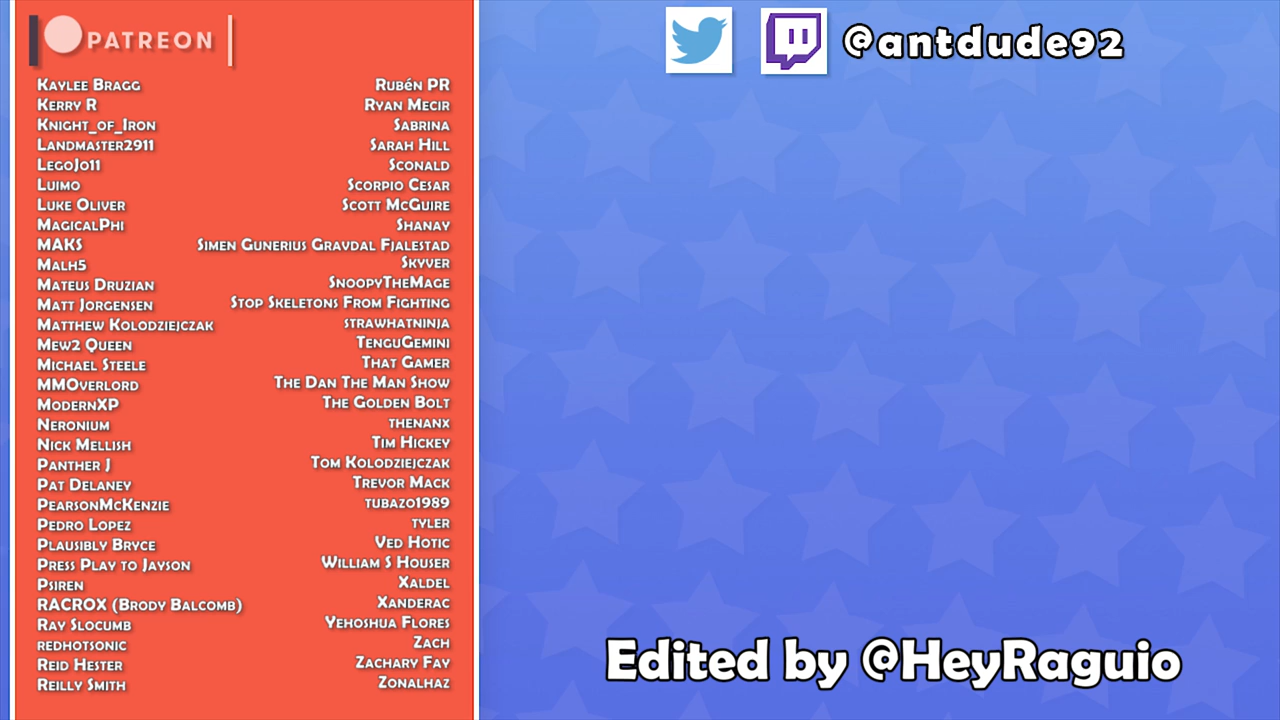 PATREON
Kaylee Bragg
Kerry R
Knight_of_Iron
Landmaster2911
LegoJo11
Luimo
Luke Oliver
MagicalPhi
MAKS
Malh5
Mateus Druzian
Matt Jorgensen
Matthew Kolodziejczak
Mew2 Queen
Michael Steele
MMOverlord
ModernXP
Neronium
Nick Mellish
Panther J
Pat Delaney
PearsonMcKenzie
Pedro Lopez
Plausibly Bryce
Press Play to Jayson
Psiren
RACROX (Brody Balcomb)
Ray Slocumb
redhotsonic
Reid Hester
Reilly Smith
Rubén PR
Ryan Mecir
Sabrina
Sarah Hill
Sconald
Scorpio Cesar
Scott McGuire
Shanay
Simen Gunerius Gravdal Fjalestad
Skyver
SnoopyTheMage
Stop Skeletons From Fighting
strawhatninja
TenguGemini
That Gamer
The Dan The Man Show
The Golden Bolt
thenanx
Tim Hickey
Tom Kolodziejczak
Trevor Mack
tubazo1989
tyler
Ved Hotic
William S Houser
Xaldel
Xanderac
Yehoshua Flores
Zach
Zachary Fay
Zonalhaz
@antdude92
Edited by @HeyRaguio